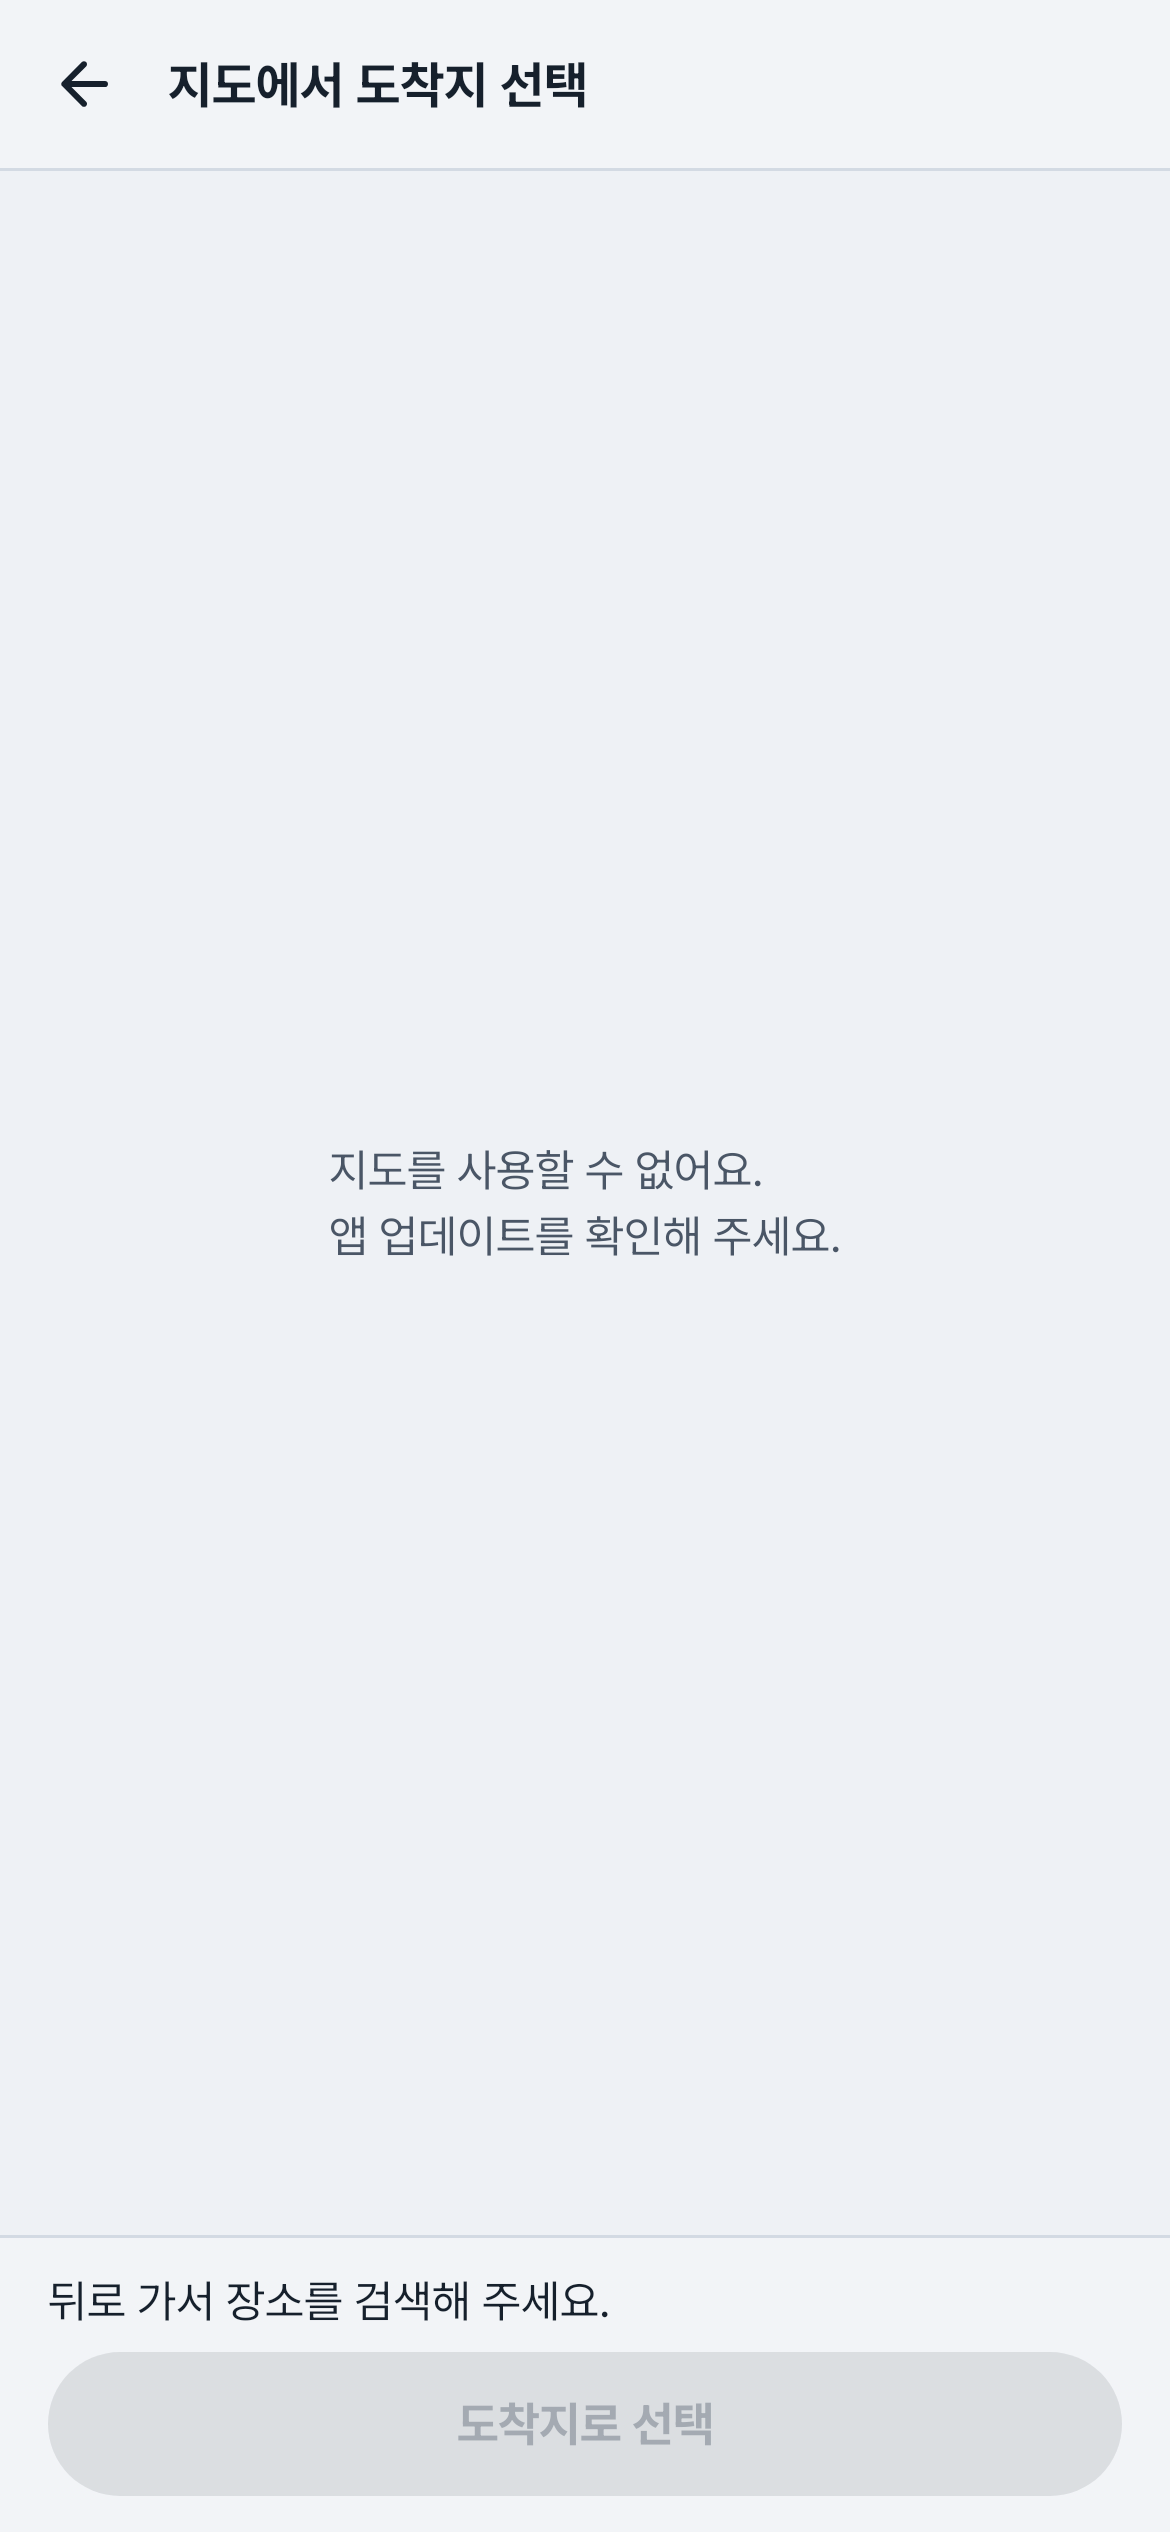 지도에서 도착지 선택
지도를 사용할 수 없어요.
앱 업데이트를 확인해 주세요.
뒤로 가서 장소를 검색해 주세요.
도착지로 선택